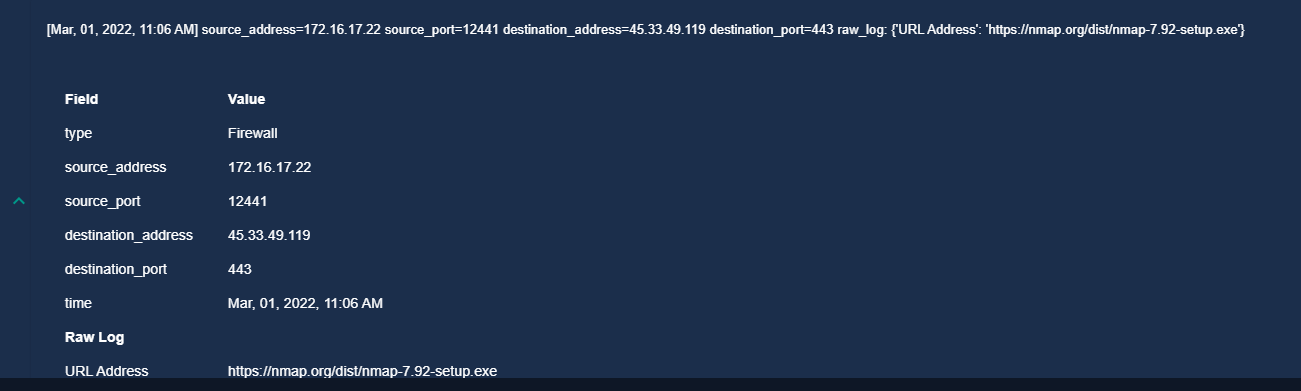 [Mar, 01, 2022, 11:06 AM] source_address=172.16.17.22 source_port=12441 destination_address=45.33.49.119 destination_port=443 raw_log: {'URL Address': 'https://nmap.org/dist/nmap-7.92-setup.exe'}
Field Value
type Firewall
source_address 172.16.17.22
source_port 12441
destination_address 45.33.49.119
destination_port 443
time Mar, 01, 2022, 11:06 AM
Raw Log
URL Address https://nmap.org/dist/nmap-7.92-setup.exe